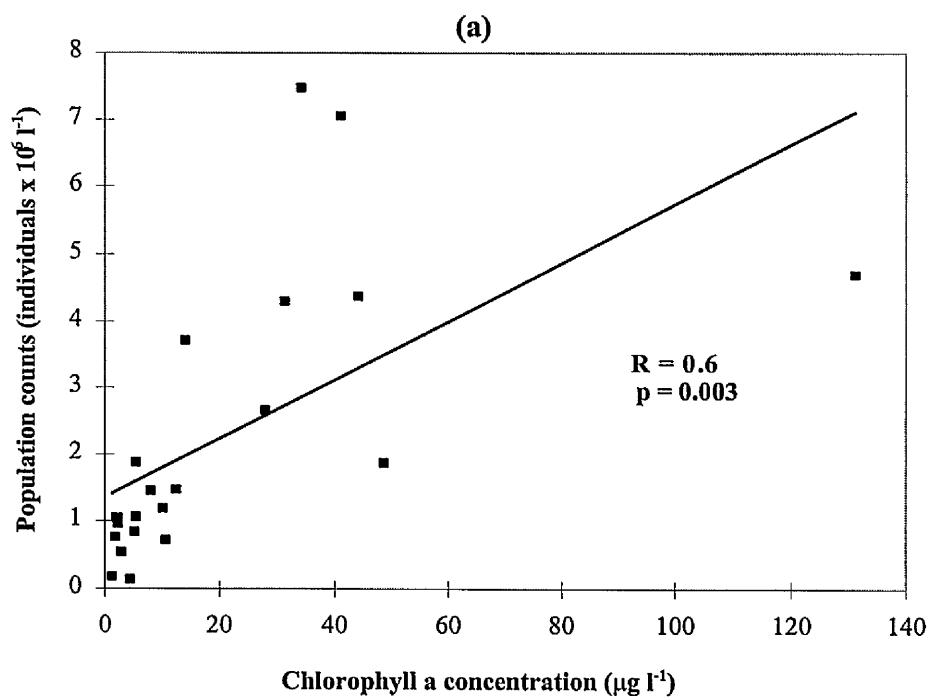 (a)
8
7
6
5
4
3
2
1
0
Population counts (individuals x 10⁶ l⁻¹)
R = 0.6
p = 0.003
0 20 40 60 80 100 120 140
Chlorophyll a concentration (µg l⁻¹)